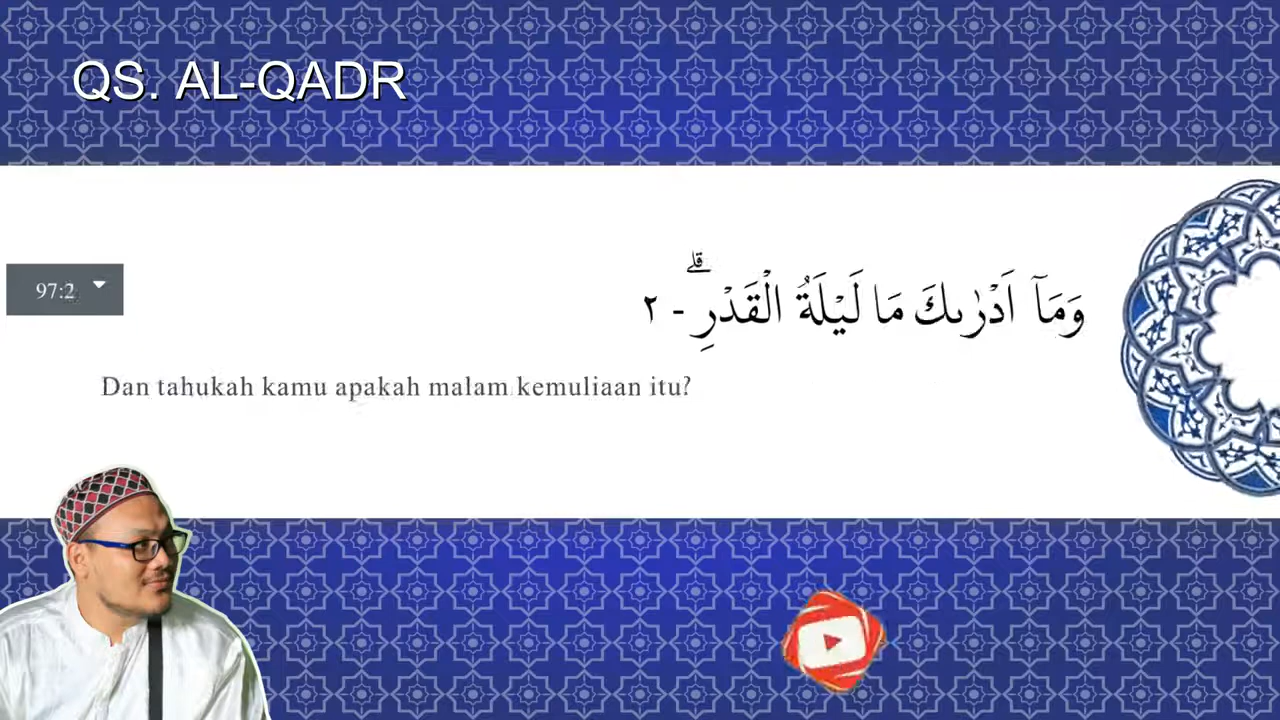 QS. AL-QADR
97:2
وَمَآ اَدْرٰىكَ مَا لَيْلَةُ الْقَدْرِۗ - ٢
Dan tahukah kamu apakah malam kemuliaan itu?